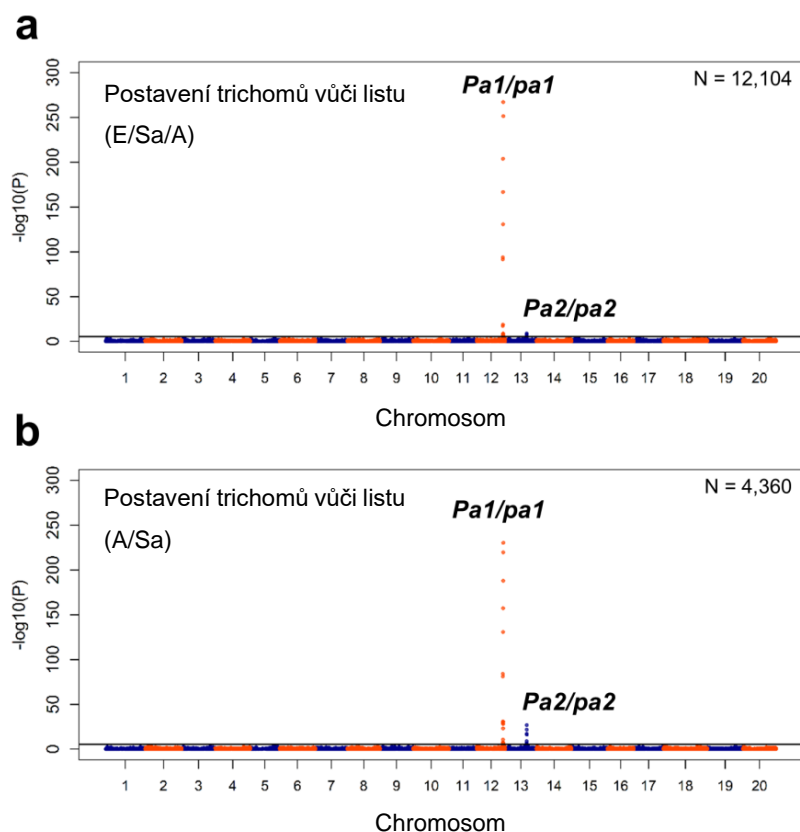 a
Pa1/pa1
N = 12,104
Postavení trichomů vůči listu
(E/Sa/A)
Pa2/pa2
-log10(P)
300
250
200
150
100
50
0
1 2 3 4 5 6 7 8 9 10 11 12 13 14 15 16 17 18 19 20
Chromosom
b
Postavení trichomů vůči listu
N = 4,360
(A/Sa)
Pa1/pa1
Pa2/pa2
-log10(P)
300
250
200
150
100
50
0
1 2 3 4 5 6 7 8 9 10 11 12 13 14 15 16 17 18 19 20
Chromosom